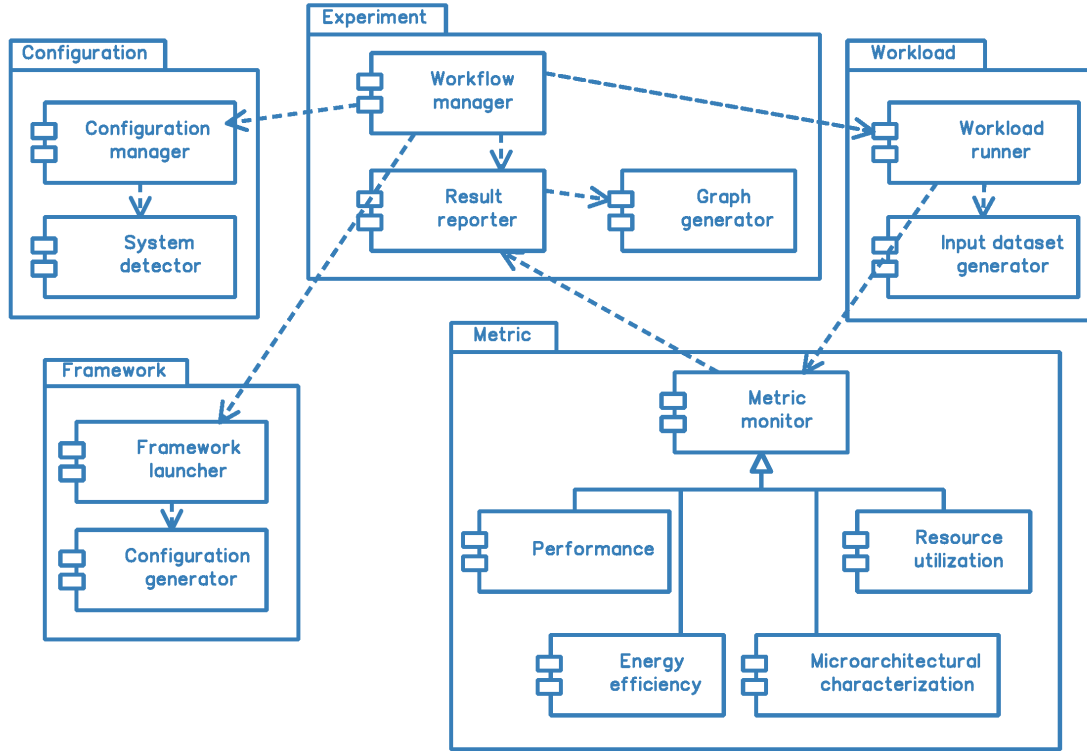 Experiment
Workflow
manager
Result
reporter
Graph
generator
Configuration
Configuration
manager
System
detector
Workload
Workload
runner
Input dataset
generator
Framework
Framework
launcher
Configuration
generator
Metric
Metric
monitor
Performance
Resource
utilization
Energy
efficiency
Microarchitectural
characterization